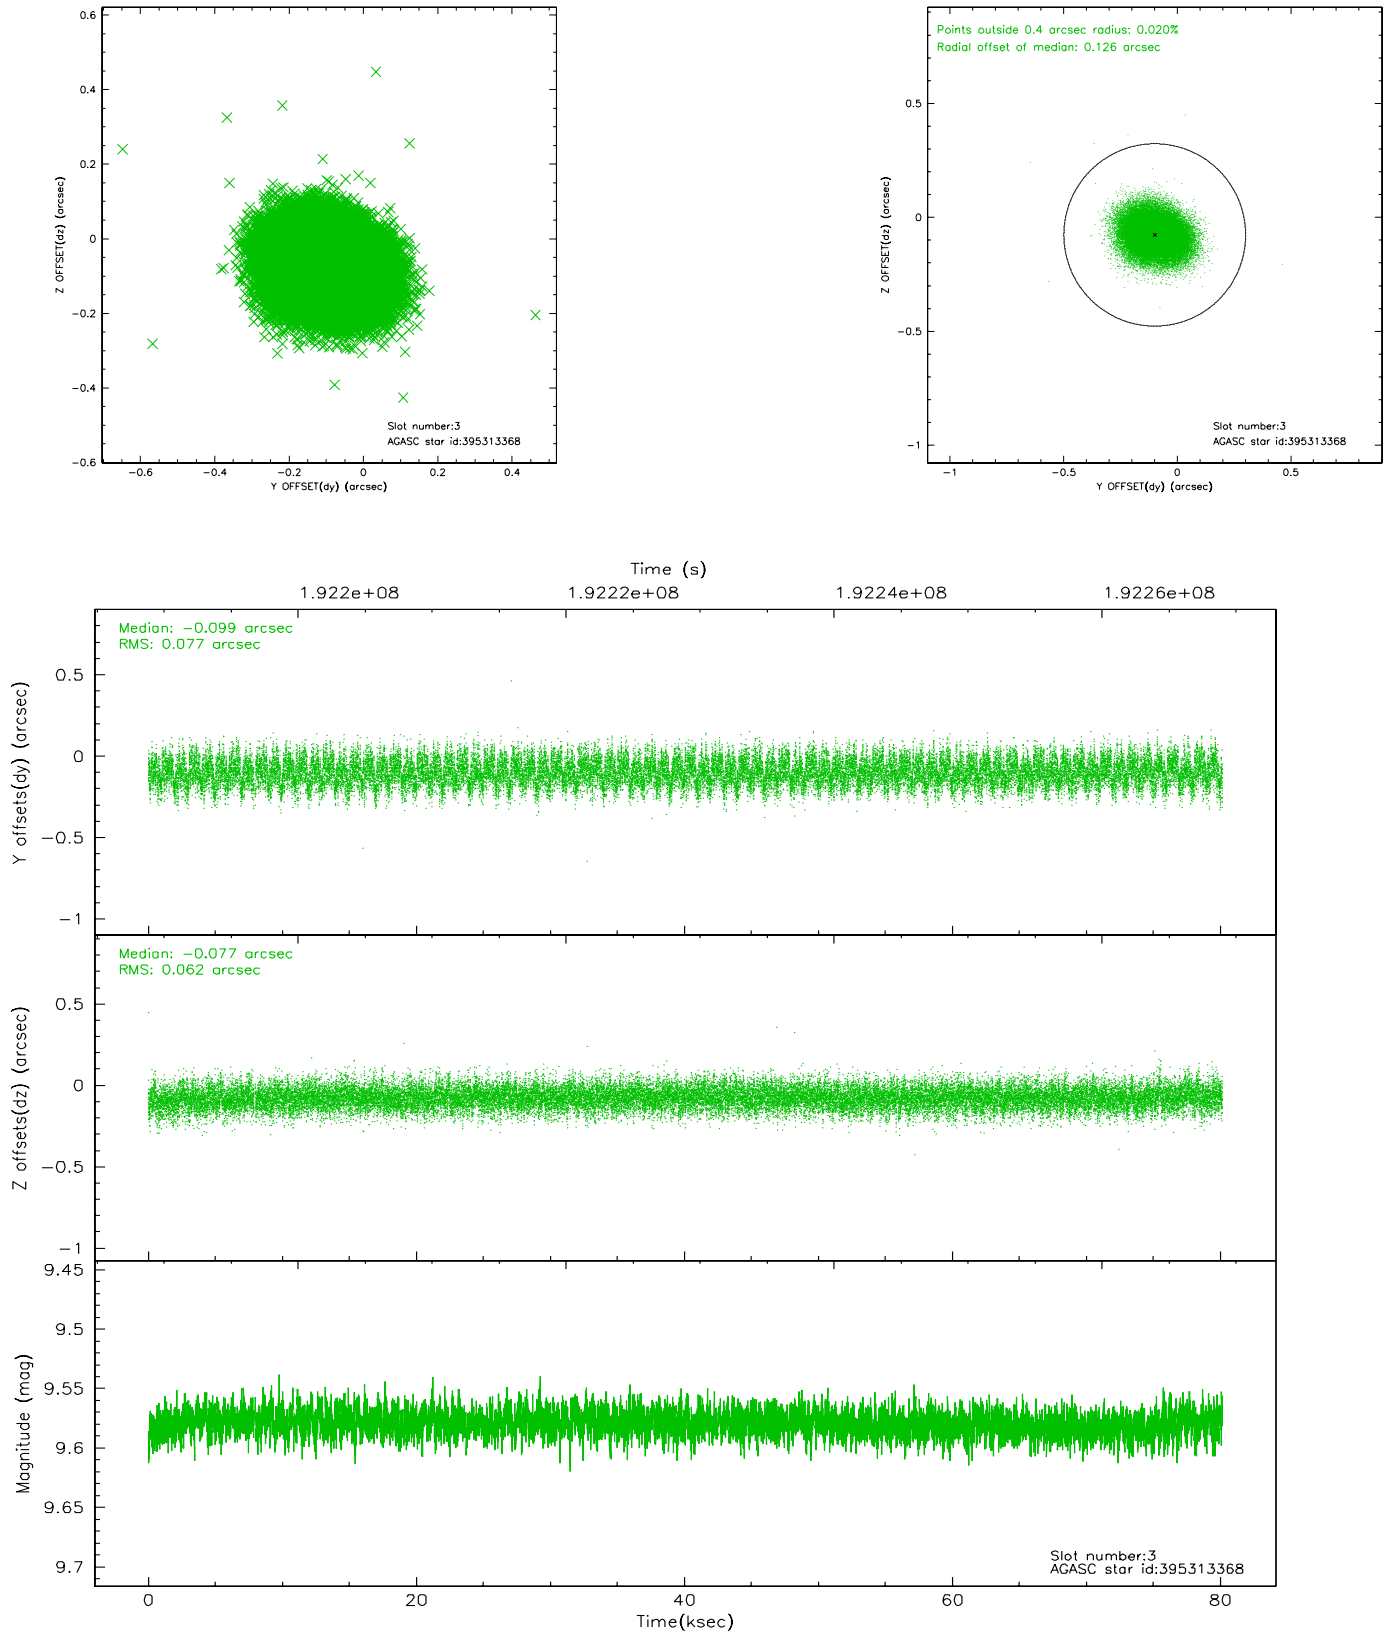 0.6
0.4
0.2
0
−0.2
−0.4
−0.6
Z OFFSET(dz) (arcsec)
Slot number:3
AGASC star id:395313368
−0.6 −0.4 −0.2 0 0.2 0.4
Y OFFSET(dy) (arcsec)
Points outside 0.4 arcsec radius: 0.020%
Radial offset of median: 0.126 arcsec
0.5
0
−0.5
−1
Z OFFSET(dz) (arcsec)
Slot number:3
AGASC star id:395313368
−1 −0.5 0 0.5
Y OFFSET(dy) (arcsec)
Time (s)
1.922e+08 1.9222e+08 1.9224e+08 1.9226e+08
Median: −0.099 arcsec
RMS: 0.077 arcsec
0.5
0
−0.5
−1
Y offsets(dy) (arcsec)
Median: −0.077 arcsec
RMS: 0.062 arcsec
0.5
0
−0.5
−1
Z offsets(dz) (arcsec)
9.45
9.5
9.55
9.6
9.65
9.7
Magnitude (mag)
Slot number:3
AGASC star id:395313368
0 20 40 60 80
Time(ksec)